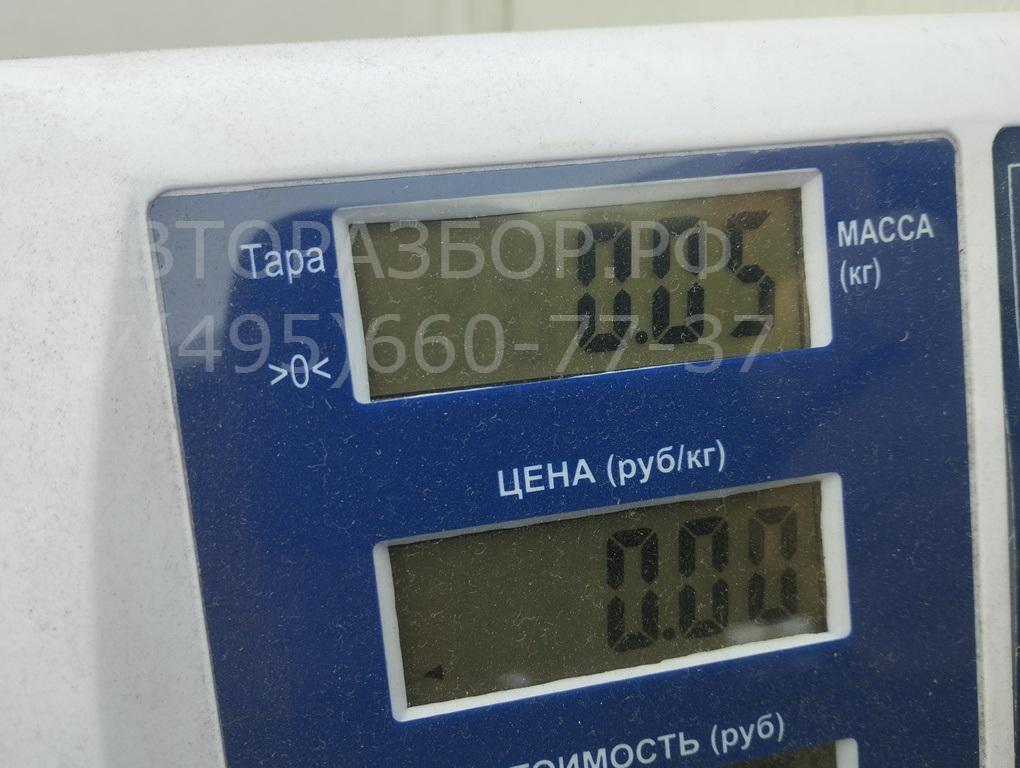 Тара
0.05
МАССА
(кг)
>0<
ЦЕНА (руб/кг)
0.00
ТОИМОСТЬ (руб)
ВТОРАЗБОР.РФ
7(495)660-77-37